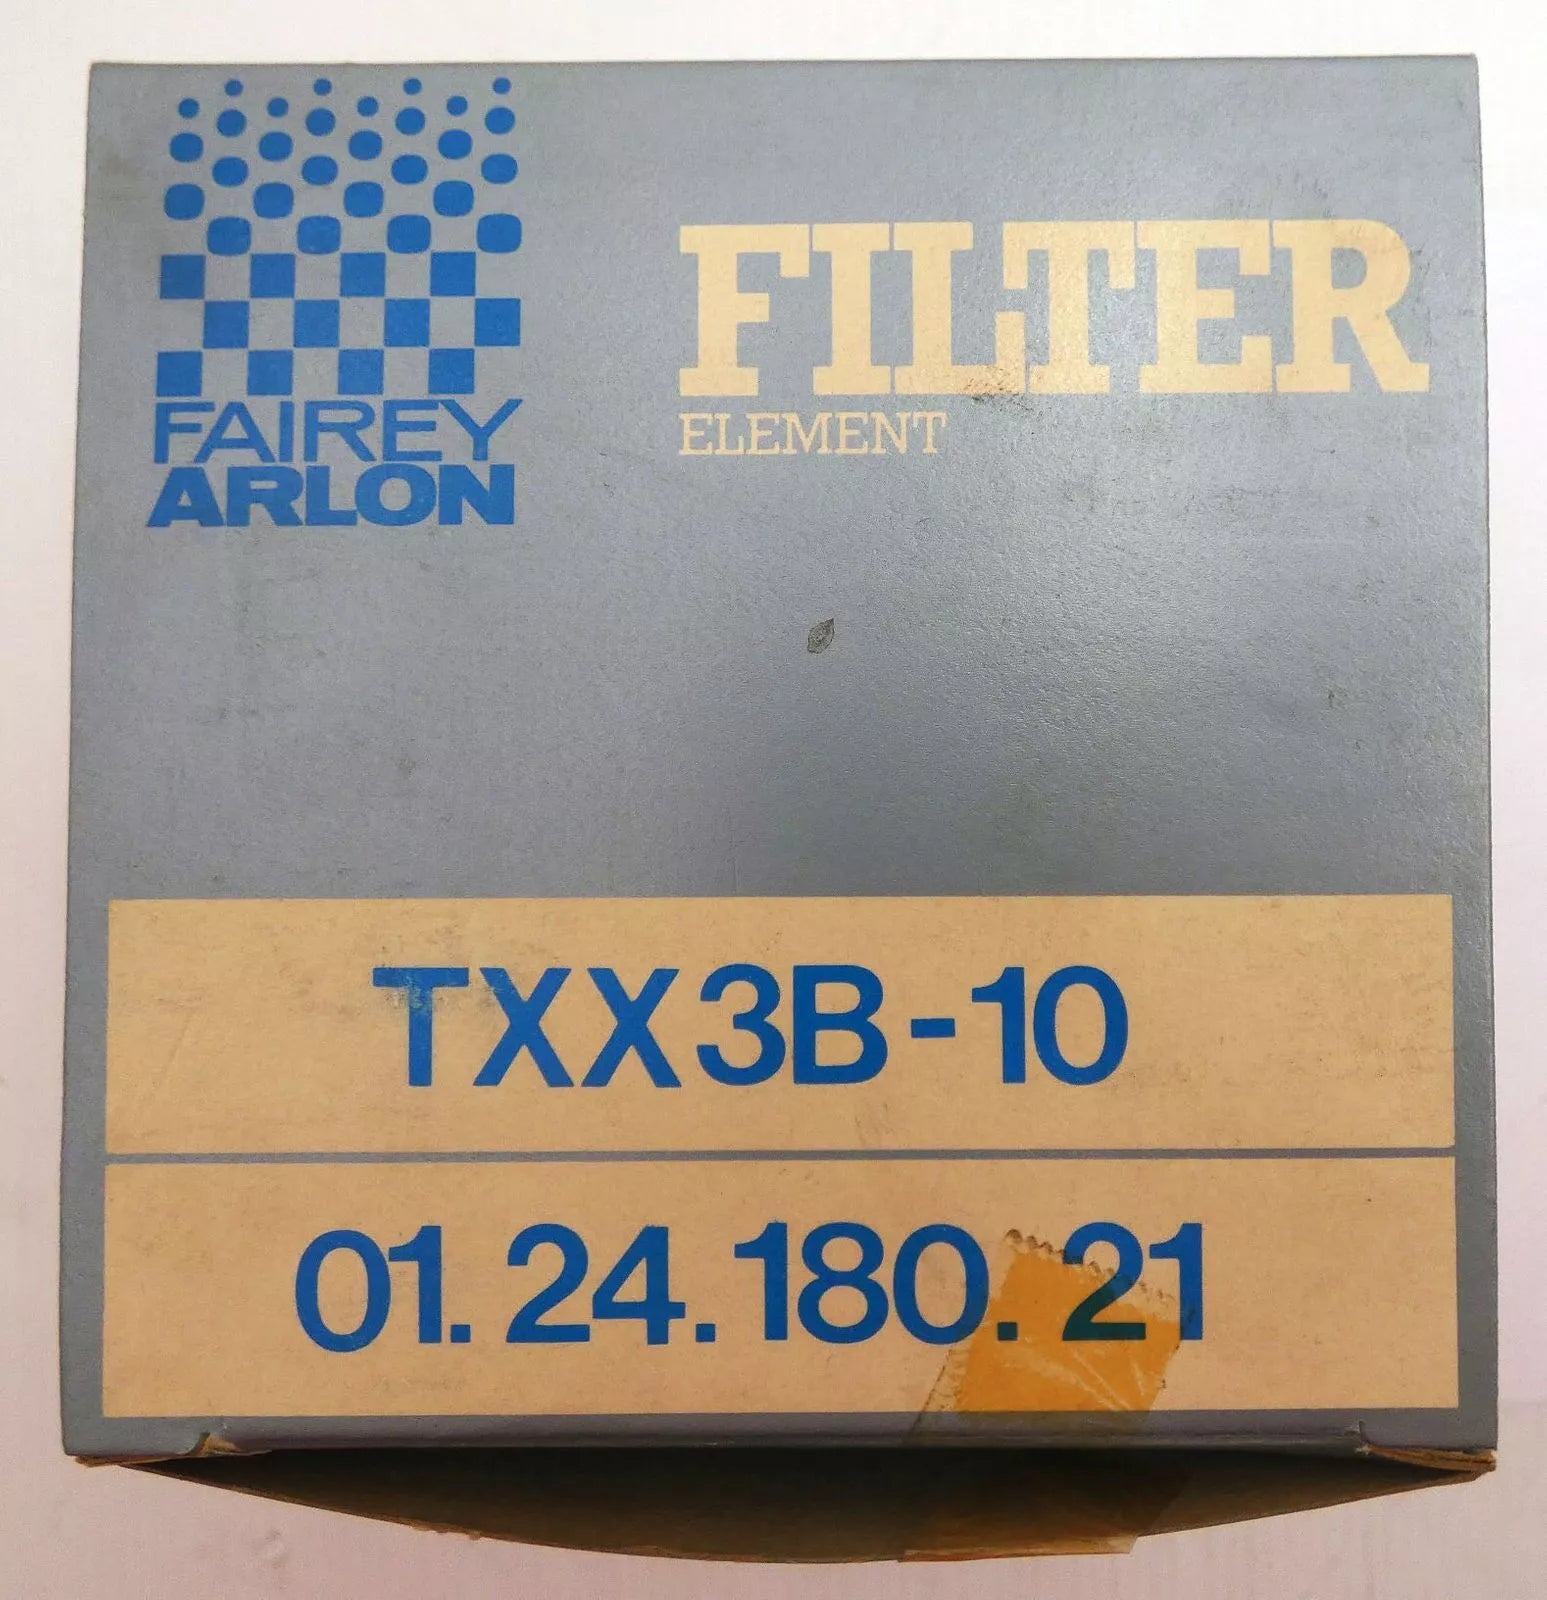 FAIREY
ARLON
FILTER
ELEMENT
TXX3B-10
01.24.180.21